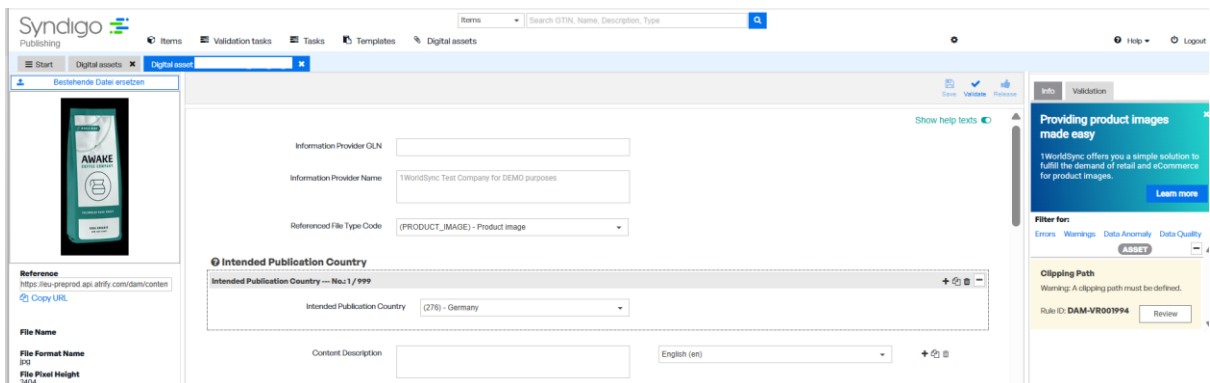 Syndigo
Publishing
Items
Search GTIN, Name, Description, Type
Items
Validation tasks
Tasks
Templates
Digital assets
Help
Logout
Start
Digital assets
Digital asset
Bestehende Datei ersetzen
AWAKE
Reference
https://eu-preprod.api.atrify.com/dam/conten
Copy URL
File Name
File Format Name
jpg
File Pixel Height
2404
Save
Validate
Release
Show help texts
Information Provider GLN
Information Provider Name
1WorldSync Test Company for DEMO purposes
Referenced File Type Code
(PRODUCT_IMAGE) - Product image
Intended Publication Country
Intended Publication Country — No.: 1 / 999
Intended Publication Country
(276) - Germany
Content Description
English (en)
Info
Validation
Providing product images
made easy
1WorldSync offers you a simple solution to
fulfill the demand of retail and eCommerce
for product images.
Learn more
Filter for:
Errors
Warnings
Data Anomaly
Data Quality
ASSET
Clipping Path
Warning: A clipping path must be defined.
Rule ID: DAM-VR001994
Review